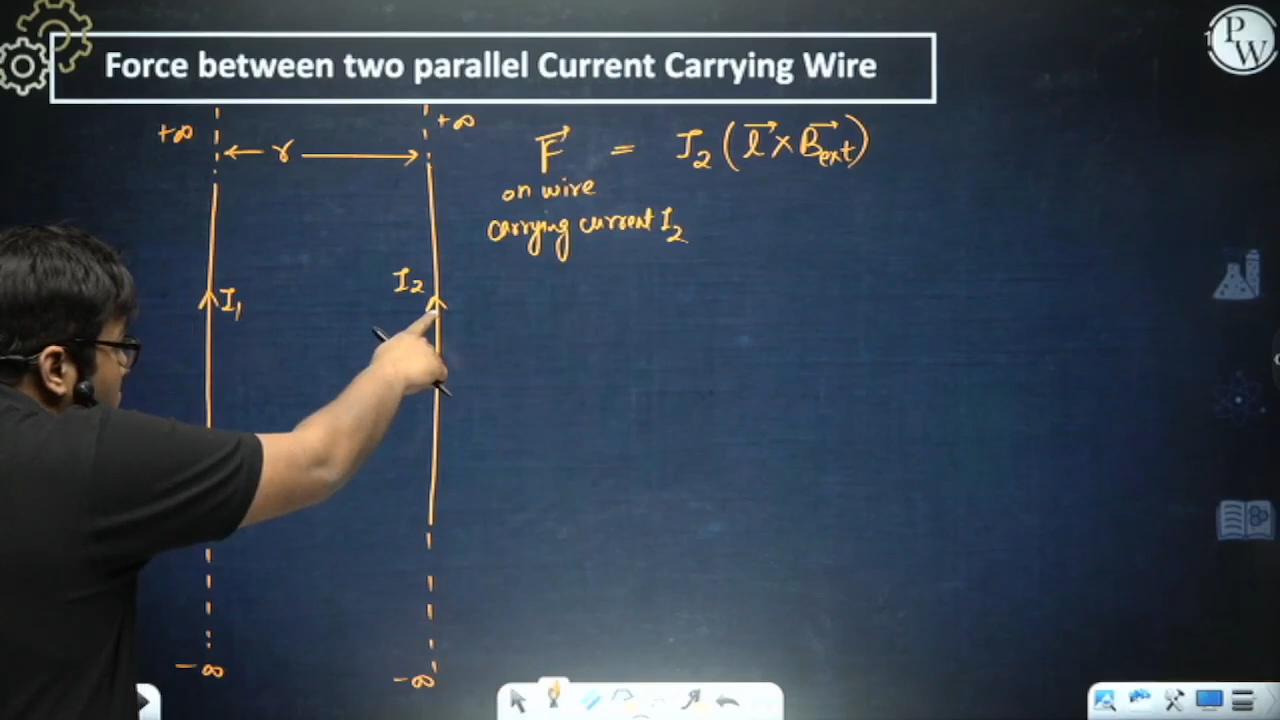 Force between two parallel Current Carrying Wire
PW
+∞
+∞
r
F⃗ = I₂ (l⃗ × B⃗ext)
on wire
carrying current I₂
I₁
I₂
-∞
-∞